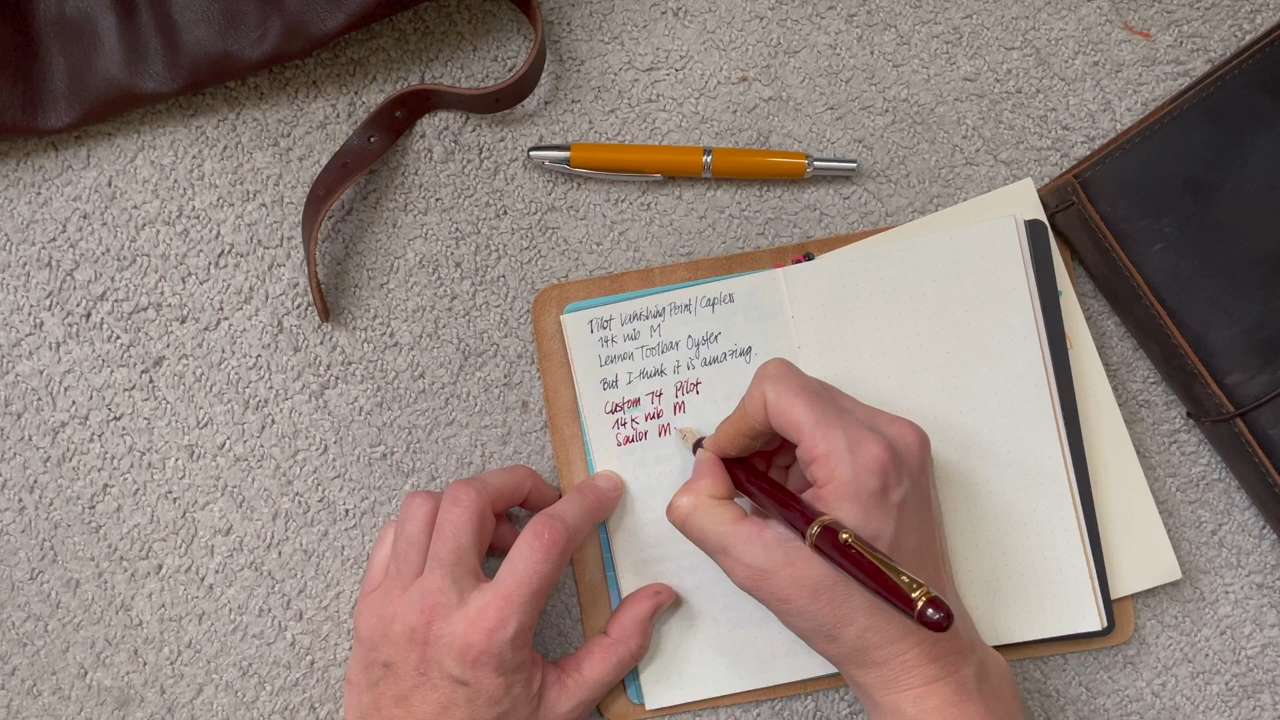 Pilot Vanishing Point/Capless
14K nib M
Lennon Toolbar Oyster
But I think it is amazing.
Custom 74 Pilot
14K nib M
Sailor M